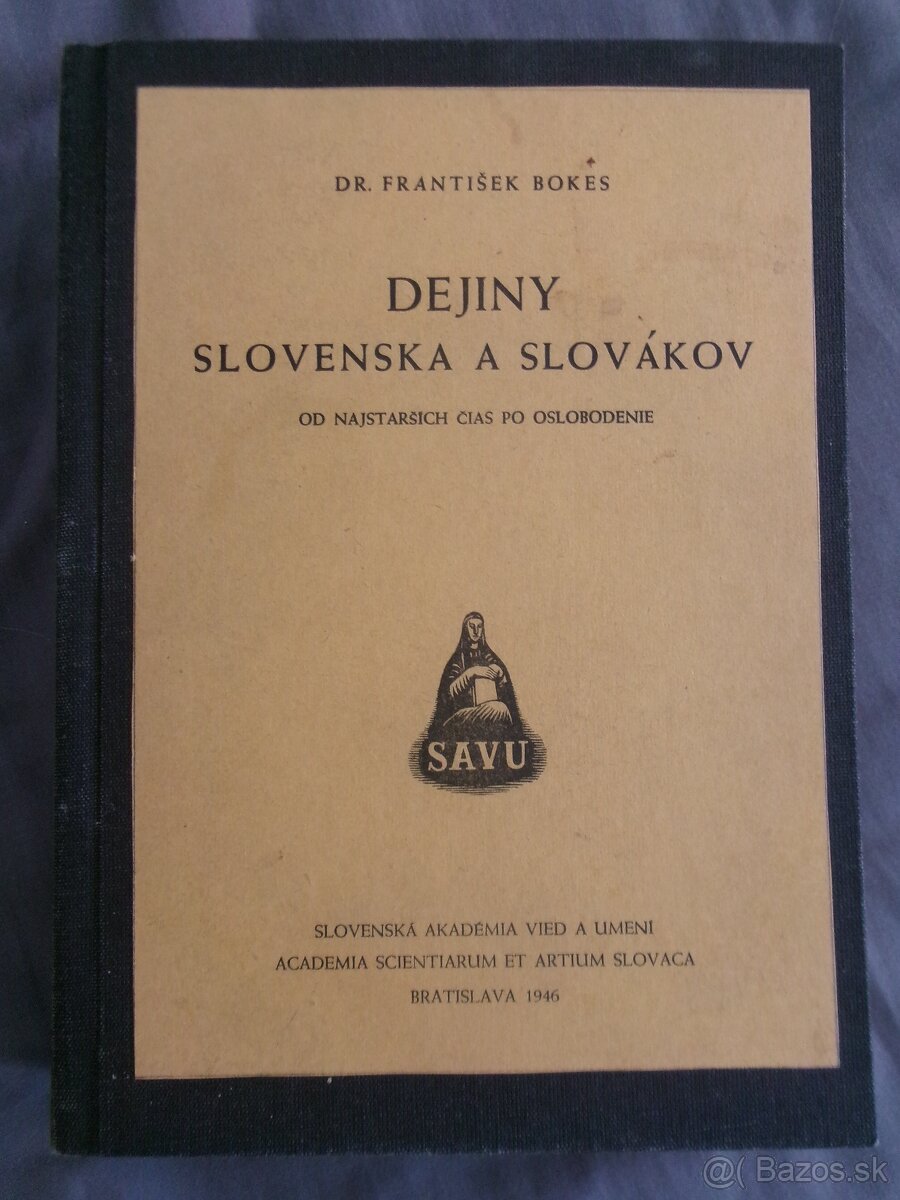 DR. FRANTIŠEK BOKES
DEJINY
SLOVENSKA A SLOVÁKOV
OD NAJSTARŠÍCH ČIAS PO OSLOBODENIE
SAVU
SLOVENSKÁ AKADÉMIA VIED A UMENÍ
ACADEMIA SCIENTIARUM ET ARTIUM SLOVACA
BRATISLAVA 1946
@( Bazos.sk